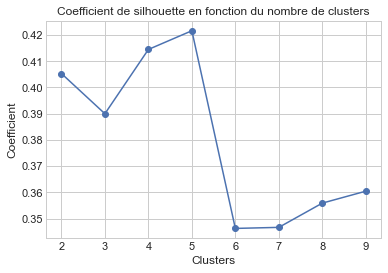 Coefficient de silhouette en fonction du nombre de clusters
0.42
0.41
0.40
0.39
0.38
0.37
0.36
0.35
Coefficient
2 3 4 5 6 7 8 9
Clusters